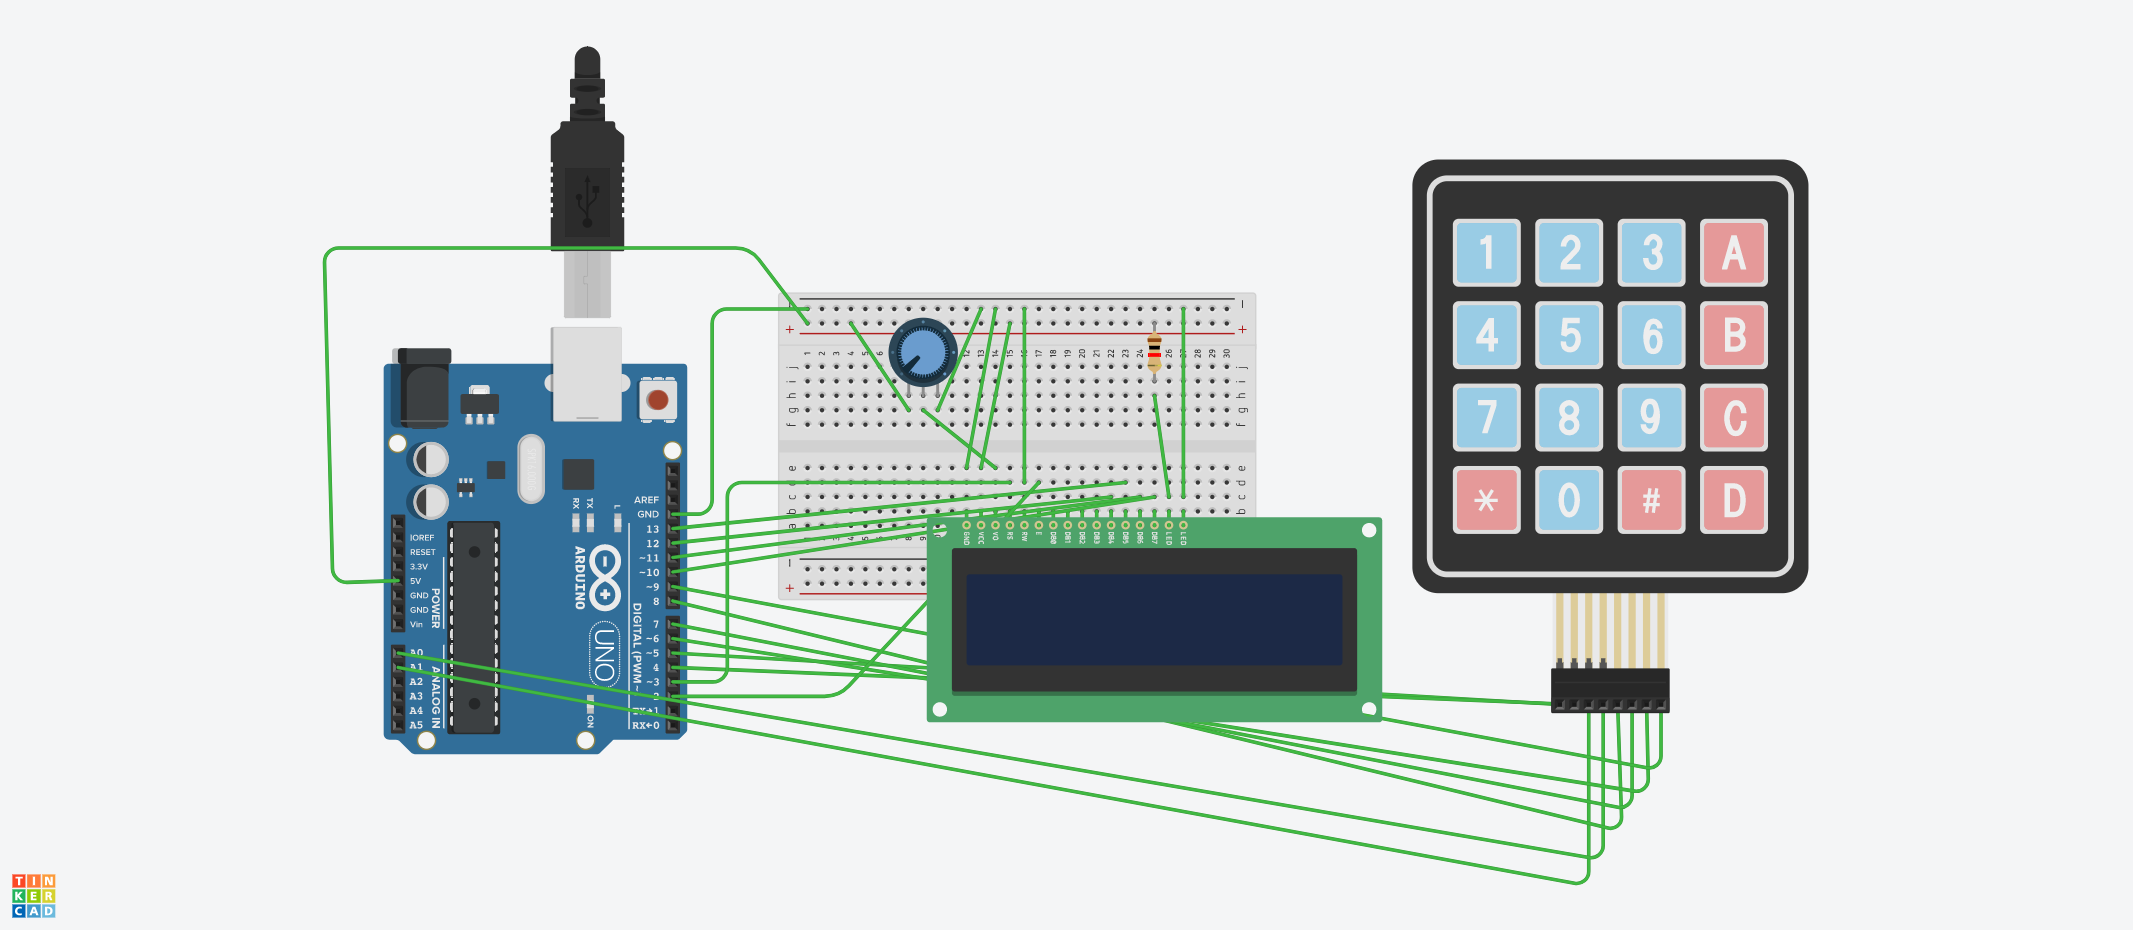 1 2 3 A
4 5 6 B
7 8 9 C
* 0 # D
AREF
GND
13
12
~11
~10
~9
8
7
~6
~5
4
~3
2
TX→1
RX←0
DIGITAL (PWM ~)
IOREF
RESET
3.3V
5V
GND
GND
Vin
POWER
A0
A1
A2
A3
A4
A5
ANALOG IN
RX TX L
ARDUINO
UNO
ON
- -
+ +
1 2 3 4 5 6 12 13 14 15 17 18 19 20 21 22 23 24 26 28 29 30
j j
i i
h h
g g
f f
e e
d
c c
b b
a
-
+
GND VCC VO RS RW E DB0 DB1 DB2 DB3 DB4 DB5 DB6 DB7 LED LED
TIN
KER
CAD